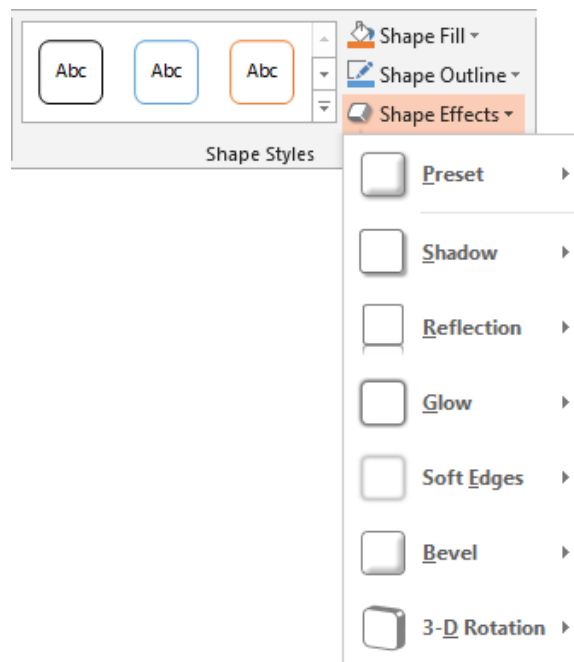 Abc Abc Abc
Shape Fill
Shape Outline
Shape Effects
Shape Styles
Preset
Shadow
Reflection
Glow
Soft Edges
Bevel
3-D Rotation